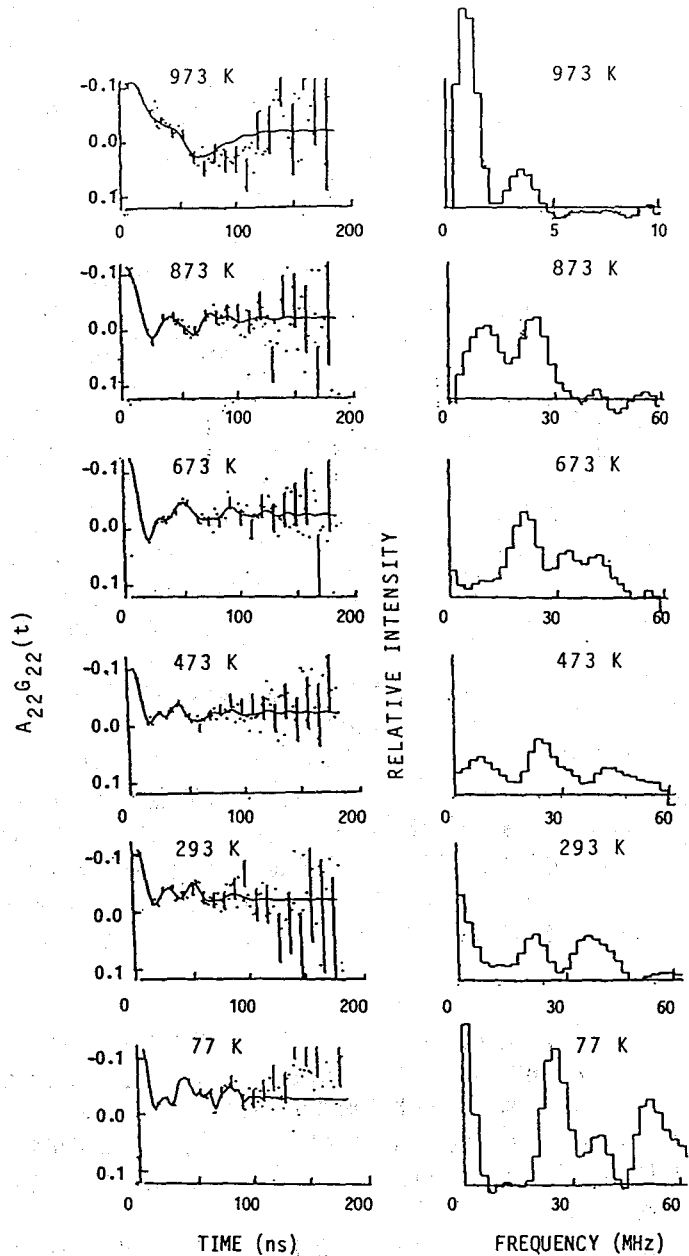 973 K
-0.1
0.0
0.1
0 100 200
973 K
0 5 10
873 K
-0.1
0.0
0.1
0 100 200
873 K
0 30 60
673 K
-0.1
0.0
0.1
0 100 200
673 K
0 30 60
473 K
-0.1
0.0
0.1
0 100 200
473 K
0 30 60
293 K
-0.1
0.0
0.1
0 100 200
293 K
0 30 60
77 K
-0.1
0.0
0.1
0 100 200
77 K
0 30 60
A22G22(t)
RELATIVE INTENSITY
TIME (ns)
FREQUENCY (MHz)